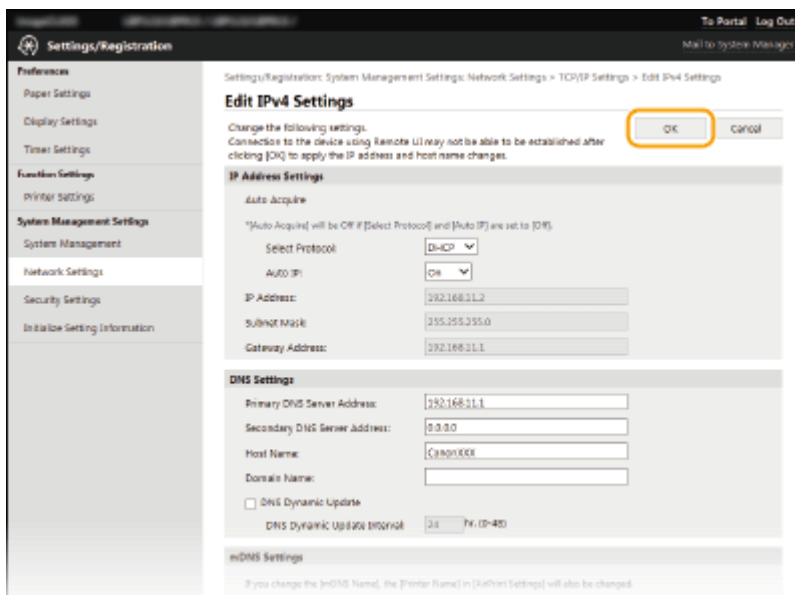 To Portal Log Out
Settings/Registration
Mail to System Manager
Preferences
Paper Settings
Display Settings
Timer Settings
Function Settings
Printer Settings
System Management Settings
System Management
Network Settings
Security Settings
Initialize Setting Information
Settings/Registration: System Management Settings: Network Settings > TCP/IP Settings > Edit IPv4 Settings
Edit IPv4 Settings
Change the following settings.
Connection to the device using Remote UI may not be able to be established after
clicking [OK] to apply the IP address and host name changes.
OK
Cancel
IP Address Settings
Auto Acquire
*[Auto Acquire] will be Off if [Select Protocol] and [Auto IP] are set to [Off].
Select Protocol: DHCP
Auto IP: On
IP Address: 192.168.11.2
Subnet Mask: 255.255.255.0
Gateway Address: 192.168.11.1
DNS Settings
Primary DNS Server Address: 192.168.11.1
Secondary DNS Server Address: 0.0.0.0
Host Name: CanonXXX
Domain Name:
DNS Dynamic Update
DNS Dynamic Update Interval: 24 hr. (0-48)
mDNS Settings
If you change the [mDNS Name], the [Printer Name] in [AirPrint Settings] will also be changed.